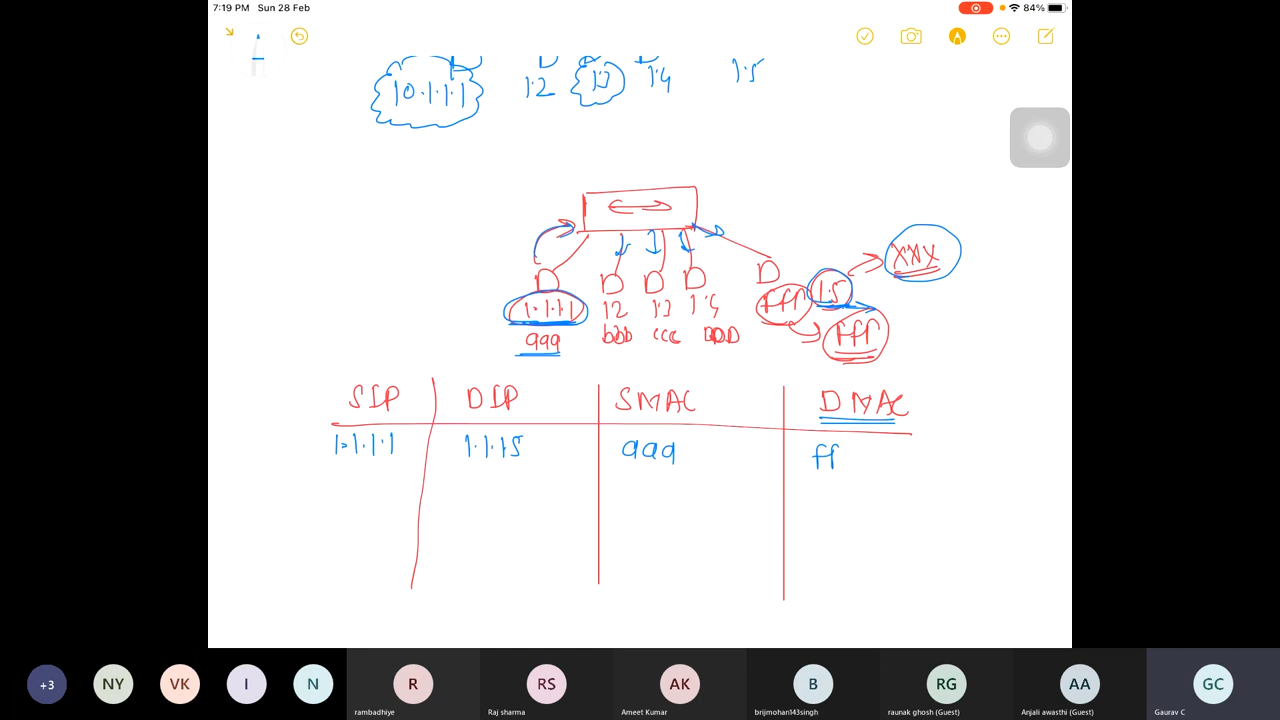 7:19 PM Sun 28 Feb 84%
10.1.1.1 1.2 1.3 1.4 1.5
xxx
1.1.1.1 1.2 1.3 1.4 fff 1.5
aaa bbb ccc DDD fff
SIP DIP SMAC DMAC
1.1.1.1 1.1.1.5 aaa ff
+3 NY VK I N R RS AK B RG AA GC
rambadhiye Raj sharma Ameet Kumar brijmohan143singh raunak ghosh (Guest) Anjali awasthi (Guest) Gaurav C